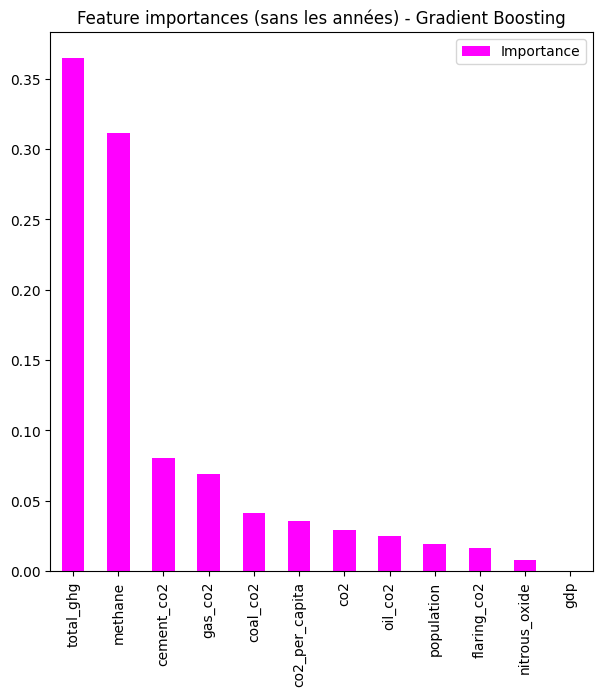 Feature importances (sans les années) - Gradient Boosting
Importance
0.35
0.30
0.25
0.20
0.15
0.10
0.05
0.00
total_ghg
methane
cement_co2
gas_co2
coal_co2
co2_per_capita
co2
oil_co2
population
flaring_co2
nitrous_oxide
gdp